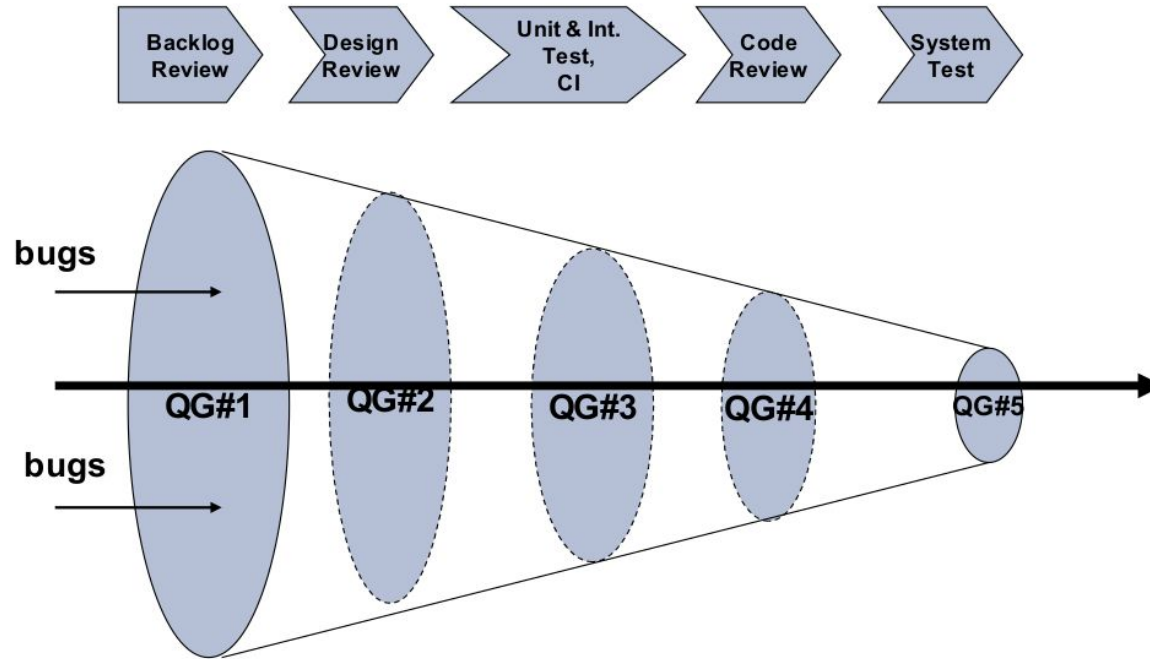 Backlog
Review
Design
Review
Unit & Int.
Test,
CI
Code
Review
System
Test
bugs
QG#1
QG#2
QG#3
QG#4
QG#5
bugs